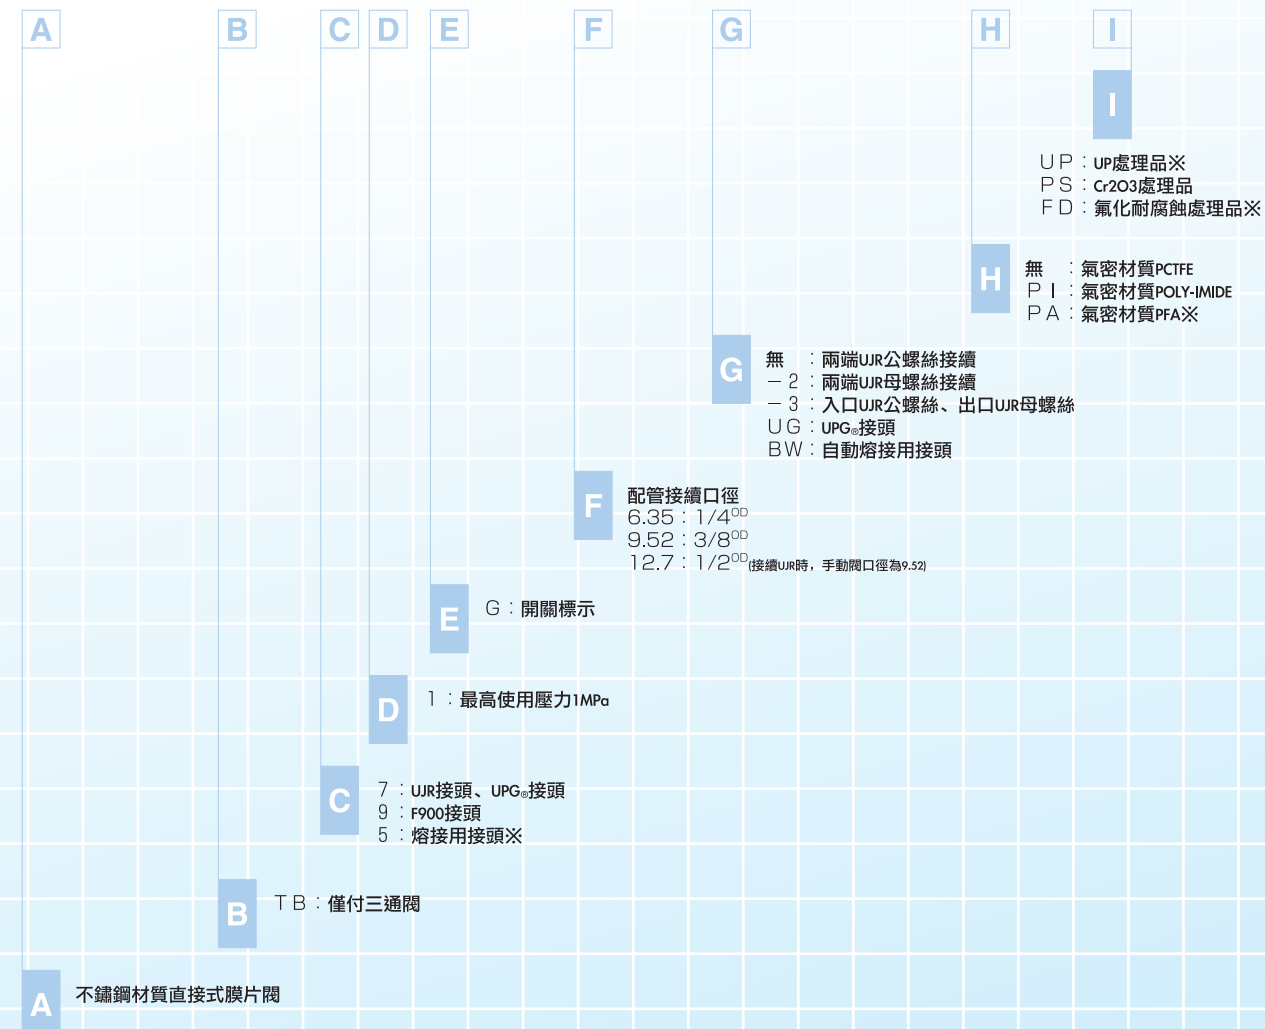 A B C D E F G H I
I
UP：UP處理品※
PS：Cr2O3處理品
FD：氟化耐腐蝕處理品※
H
無　：氣密材質PCTFE
PI：氣密材質POLY-IMIDE
PA：氣密材質PFA※
G
無　：兩端UJR公螺絲接續
－2：兩端UJR母螺絲接續
－3：入口UJR公螺絲、出口UJR母螺絲
UG：UPG®接頭
BW：自動熔接用接頭
F
配管接續口徑
6.35：1/4OD
9.52：3/8OD
12.7：1/2OD(接續UJR時，手動閥口徑為9.52)
E
G：開關標示
D
1：最高使用壓力1MPa
C
7：UJR接頭、UPG®接頭
9：F900接頭
5：熔接用接頭※
B
TB：僅付三通閥
A
不鏽鋼材質直接式膜片閥